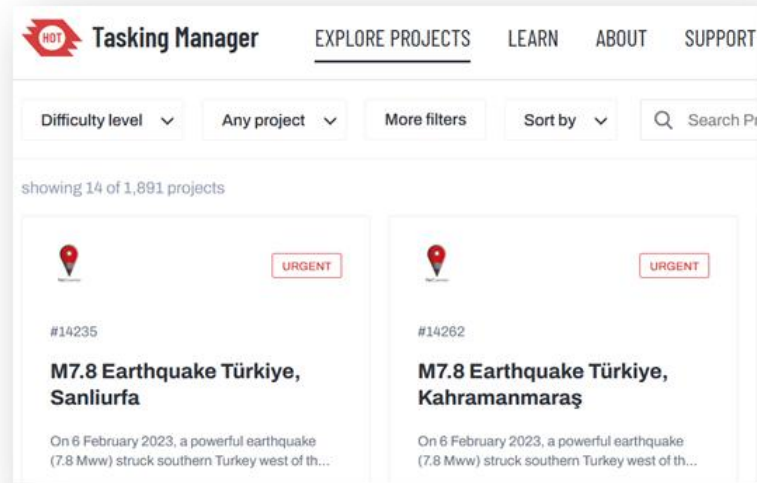 HOT Tasking Manager EXPLORE PROJECTS LEARN ABOUT SUPPORT
Difficulty level Any project More filters Sort by Search Pr
showing 14 of 1,891 projects
URGENT
#14235
M7.8 Earthquake Türkiye,
Sanliurfa
On 6 February 2023, a powerful earthquake
(7.8 Mww) struck southern Turkey west of th...
URGENT
#14262
M7.8 Earthquake Türkiye,
Kahramanmaraş
On 6 February 2023, a powerful earthquake
(7.8 Mww) struck southern Turkey west of th...